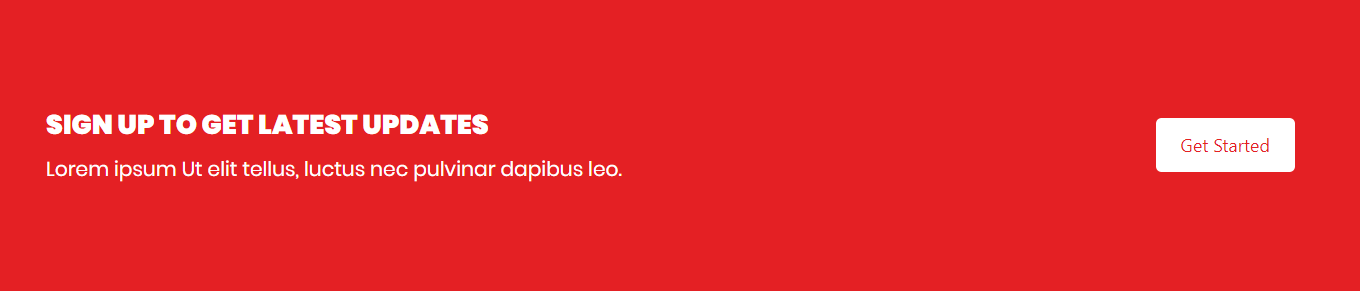 SIGN UP TO GET LATEST UPDATES
Lorem ipsum Ut elit tellus, luctus nec pulvinar dapibus leo.
Get Started